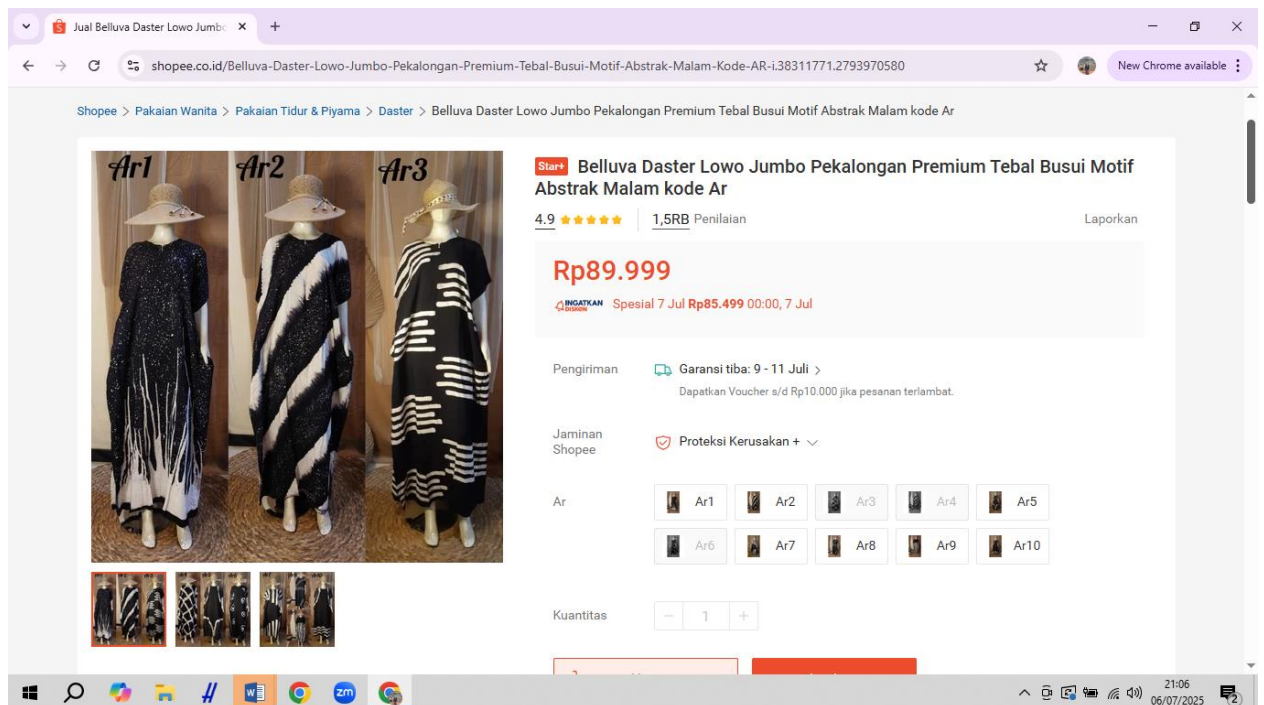 Jual Belluva Daster Lowo Jumbo
New Chrome available
shopee.co.id/Belluva-Daster-Lowo-Jumbo-Pekalongan-Premium-Tebal-Busui-Motif-Abstrak-Malam-Kode-AR-i.38311771.2793970580
Shopee > Pakaian Wanita > Pakaian Tidur & Piyama > Daster > Belluva Daster Lowo Jumbo Pekalongan Premium Tebal Busui Motif Abstrak Malam kode Ar
Ar1 Ar2 Ar3
Star+ Belluva Daster Lowo Jumbo Pekalongan Premium Tebal Busui Motif
Abstrak Malam kode Ar
4.9 1,5RB Penilaian Laporkan
Rp89.999
INGATKAN DISKON Spesial 7 Jul Rp85.499 00:00, 7 Jul
Pengiriman Garansi tiba: 9 - 11 Juli >
Dapatkan Voucher s/d Rp10.000 jika pesanan terlambat.
Jaminan
Shopee
Proteksi Kerusakan +
Ar Ar1 Ar2 Ar3 Ar4 Ar5
Ar6 Ar7 Ar8 Ar9 Ar10
Kuantitas - 1 +
zm
21:06
06/07/2025
2